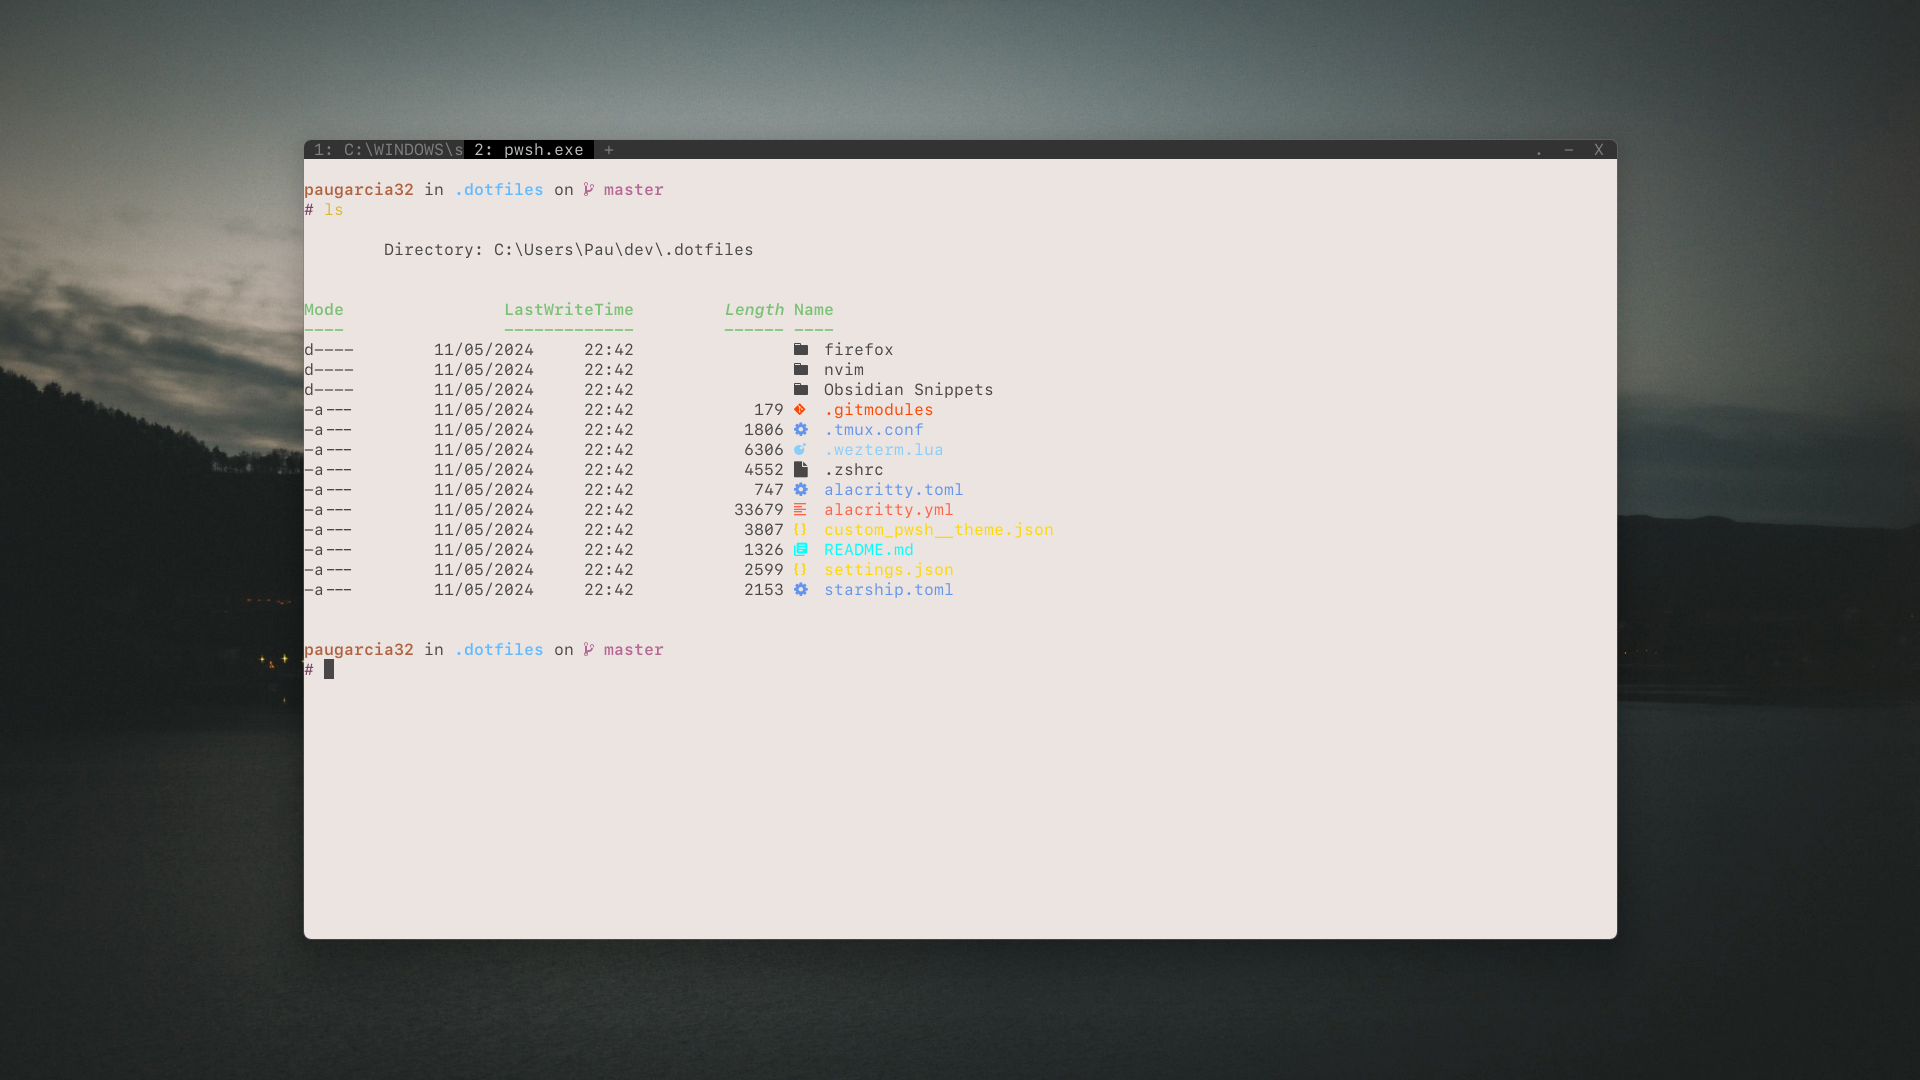 1: C:\WINDOWS\s 2: pwsh.exe + . - X
paugarcia32 in .dotfiles on master
# ls
Directory: C:\Users\Pau\dev\.dotfiles
Mode LastWriteTime Length Name
---- ------------- ------ ----
d---- 11/05/2024 22:42 firefox
d---- 11/05/2024 22:42 nvim
d---- 11/05/2024 22:42 Obsidian Snippets
-a--- 11/05/2024 22:42 179 .gitmodules
-a--- 11/05/2024 22:42 1806 .tmux.conf
-a--- 11/05/2024 22:42 6306 .wezterm.lua
-a--- 11/05/2024 22:42 4552 .zshrc
-a--- 11/05/2024 22:42 747 alacritty.toml
-a--- 11/05/2024 22:42 33679 alacritty.yml
-a--- 11/05/2024 22:42 3807 custom_pwsh__theme.json
-a--- 11/05/2024 22:42 1326 README.md
-a--- 11/05/2024 22:42 2599 settings.json
-a--- 11/05/2024 22:42 2153 starship.toml
paugarcia32 in .dotfiles on master
#